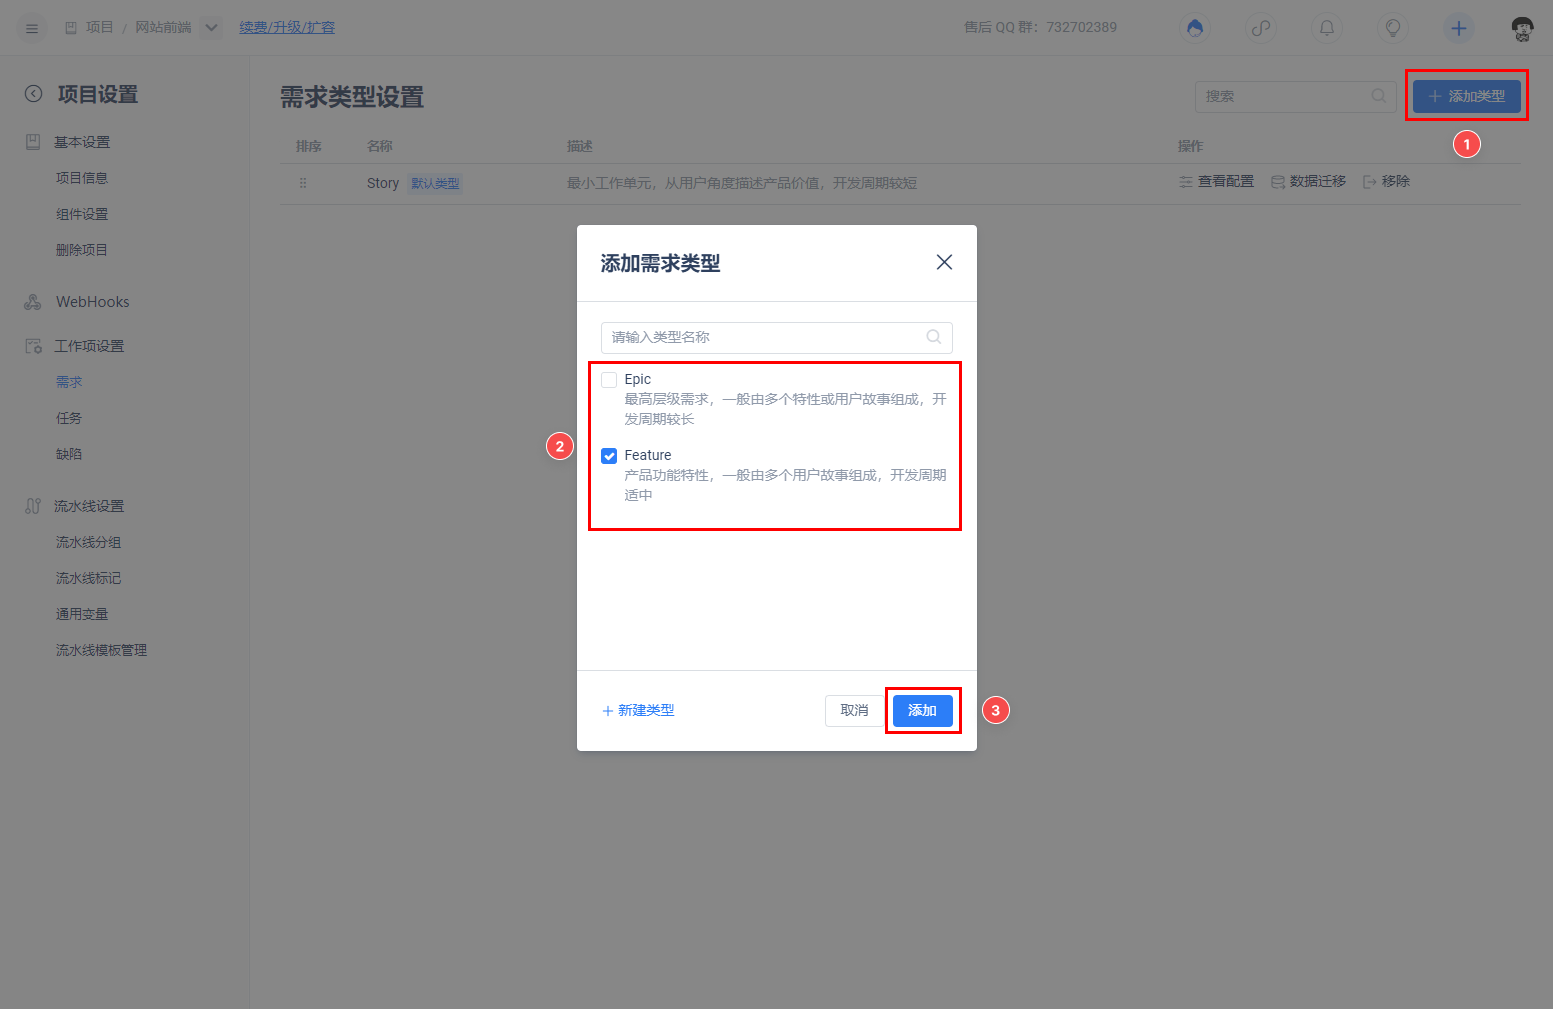 项目 / 网站前端 续费/升级/扩容 售后 QQ 群：732702389
项目设置
基本设置
项目信息
组件设置
删除项目
WebHooks
工作项设置
需求
任务
缺陷
流水线设置
流水线分组
流水线标记
通用变量
流水线模板管理
需求类型设置
搜索
添加类型
1
排序 名称 描述 操作
Story 默认类型 最小工作单元，从用户角度描述产品价值，开发周期较短 查看配置 数据迁移 移除
添加需求类型
请输入类型名称
Epic
最高层级需求，一般由多个特性或用户故事组成，开
发周期较长
2
Feature
产品功能特性，一般由多个用户故事组成，开发周期
适中
新建类型 取消 添加
3